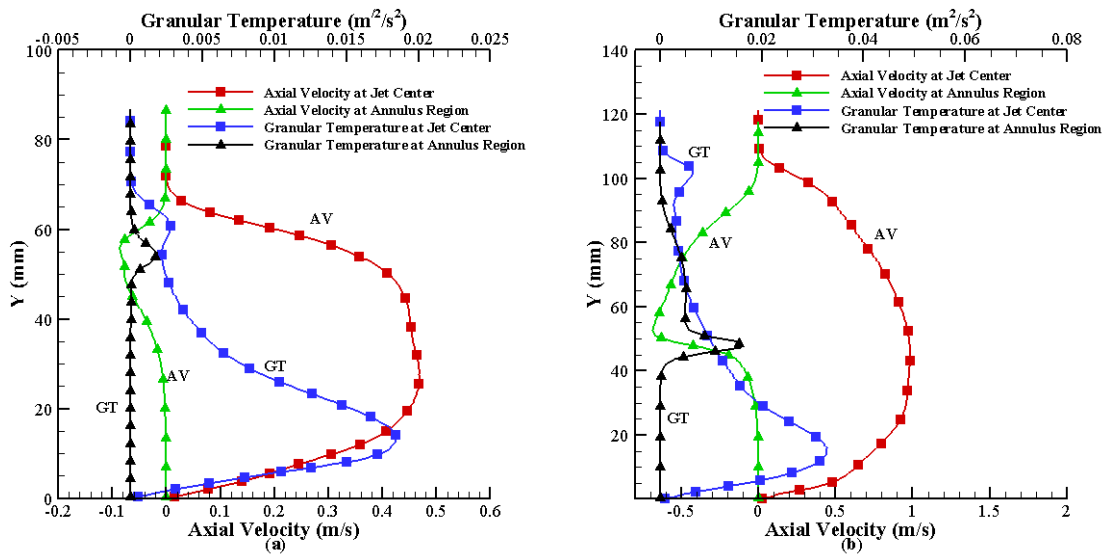 Granular Temperature (m²/s²)
-0.005 0 0.005 0.01 0.015 0.02 0.025
100
80
60
40
20
0
Y (mm)
Axial Velocity at Jet Center
Axial Velocity at Annulus Region
Granular Temperature at Jet Center
Granular Temperature at Annulus Region
AV
GT
AV
GT
-0.2 -0.1 0 0.1 0.2 0.3 0.4 0.5 0.6
Axial Velocity (m/s)
(a)
Granular Temperature (m²/s²)
0 0.02 0.04 0.06 0.08
140
120
100
80
60
40
20
Y (mm)
Axial Velocity at Jet Center
Axial Velocity at Annulus Region
Granular Temperature at Jet Center
Granular Temperature at Annulus Region
GT
AV
AV
GT
-0.5 0 0.5 1 1.5 2
Axial Velocity (m/s)
(b)